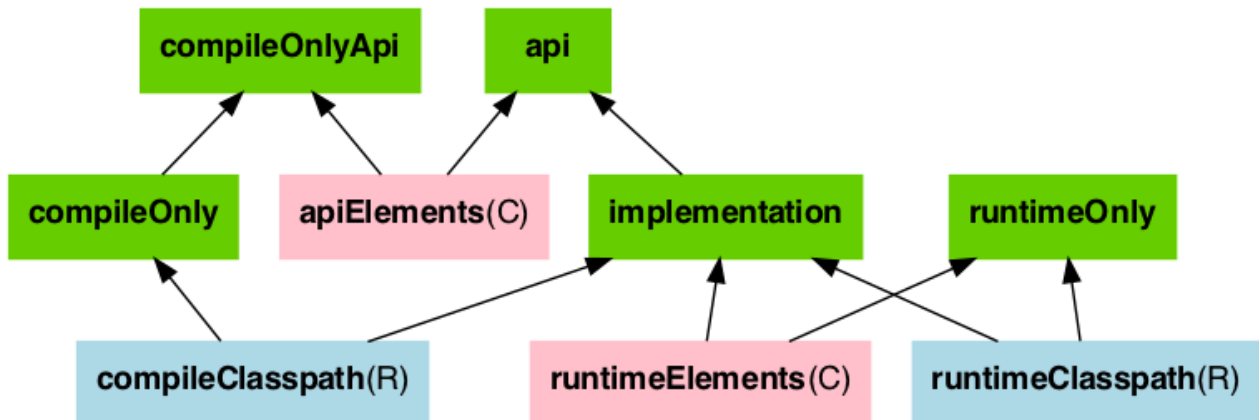 compileOnlyApi
api
compileOnly
apiElements(C)
implementation
runtimeOnly
compileClasspath(R)
runtimeElements(C)
runtimeClasspath(R)